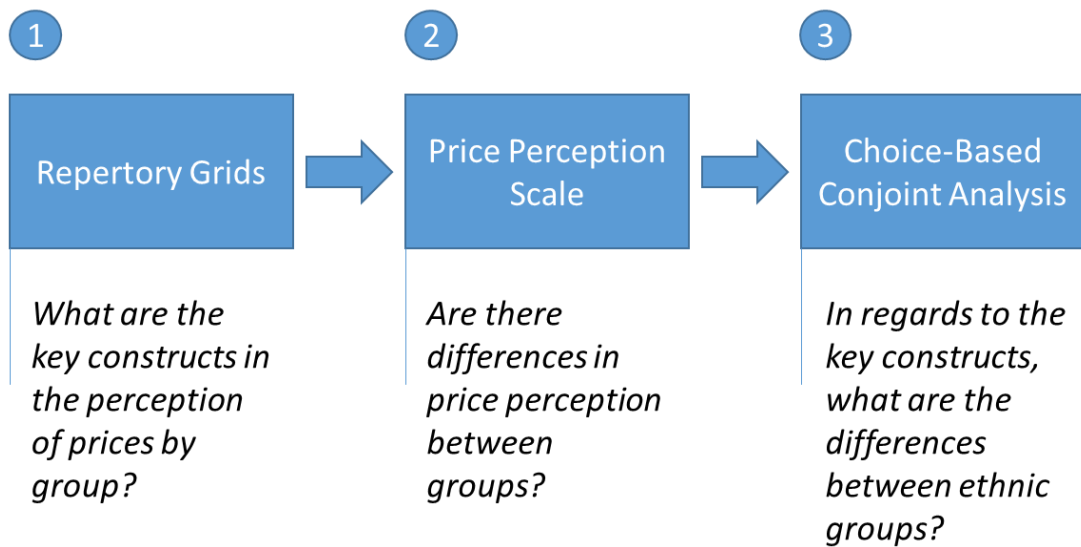 1
Repertory Grids
What are the
key constructs in
the perception
of prices by
group?
2
Price Perception
Scale
Are there
differences in
price perception
between
groups?
3
Choice-Based
Conjoint Analysis
In regards to the
key constructs,
what are the
differences
between ethnic
groups?